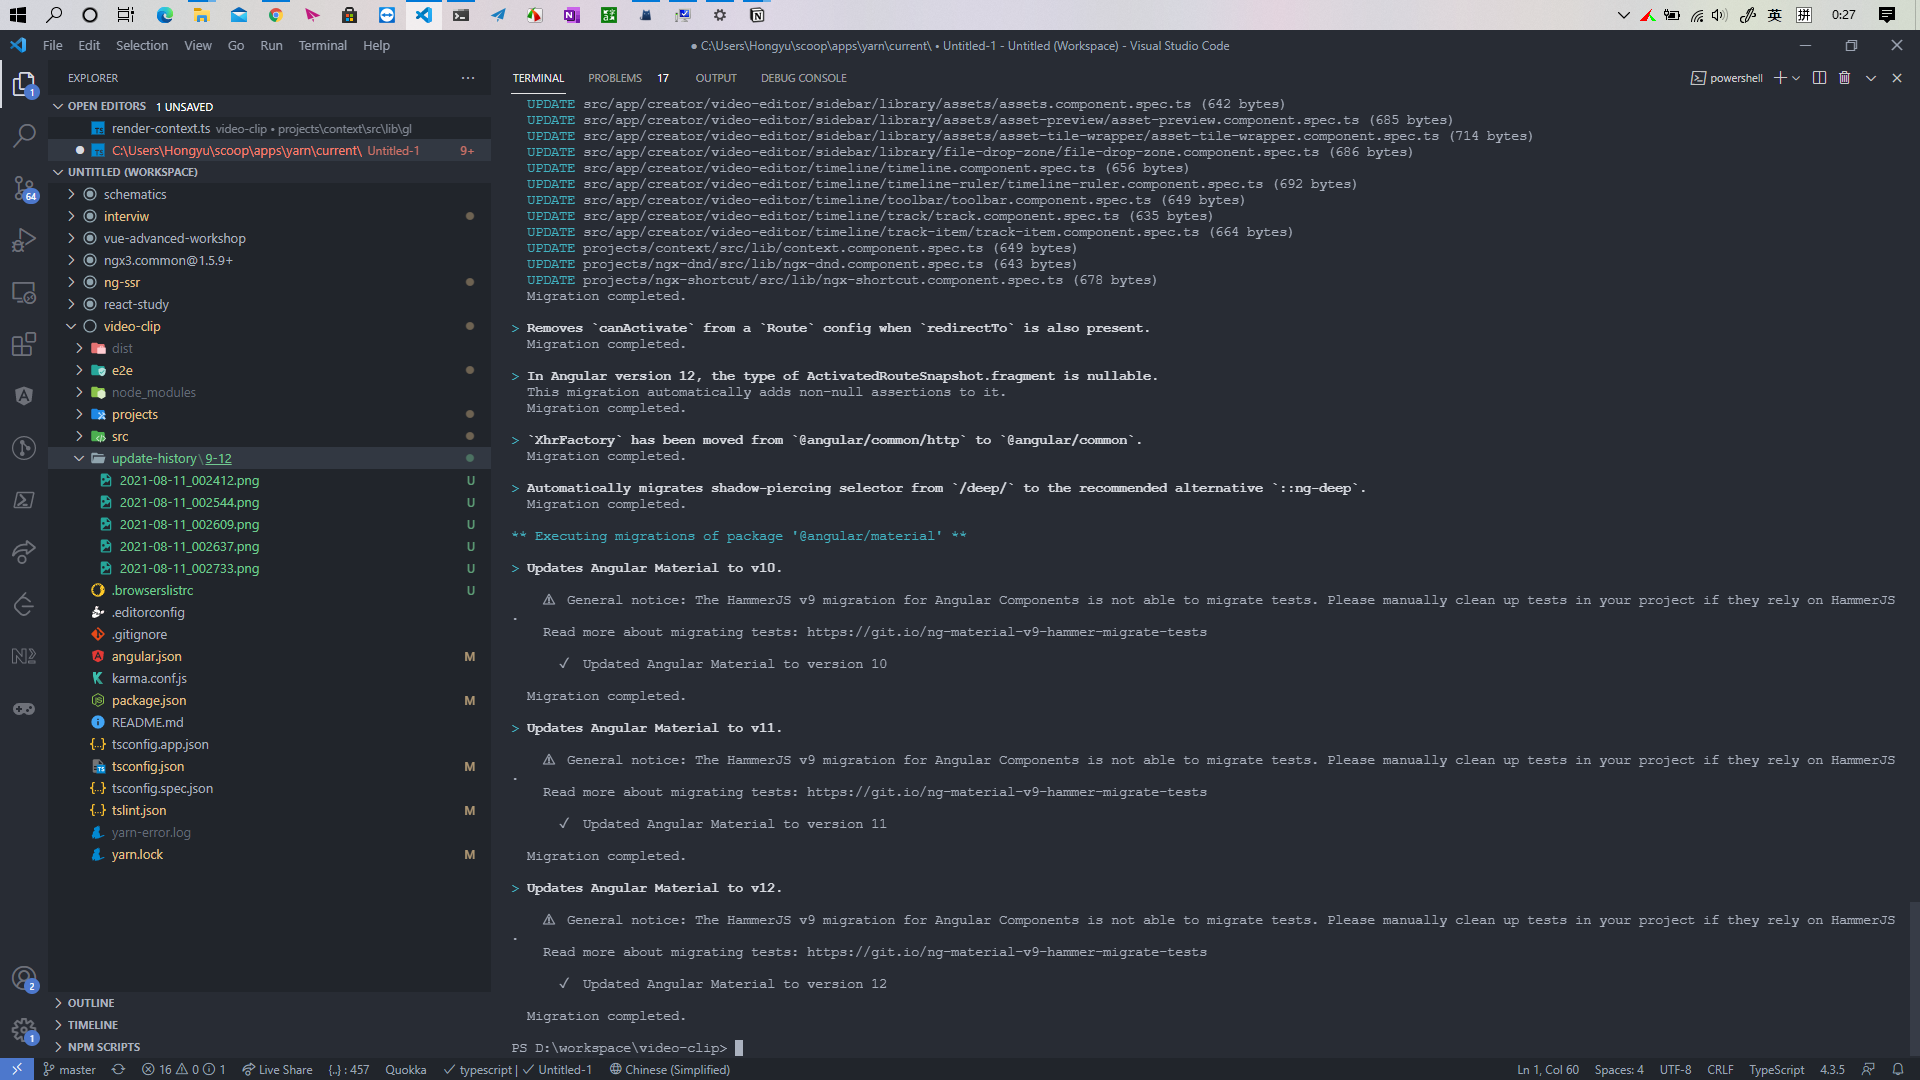 英
拼
0:27
File Edit Selection View Go Run Terminal Help
● C:\Users\Hongyu\scoop\apps\yarn\current\ • Untitled-1 - Untitled (Workspace) - Visual Studio Code
EXPLORER
OPEN EDITORS 1 UNSAVED
render-context.ts video-clip • projects\context\src\lib\gl
C:\Users\Hongyu\scoop\apps\yarn\current\ Untitled-1 9+
UNTITLED (WORKSPACE)
schematics
interviw
vue-advanced-workshop
ngx3.common@1.5.9+
ng-ssr
react-study
video-clip
dist
e2e
node_modules
projects
src
update-history\9-12
2021-08-11_002412.png U
2021-08-11_002544.png U
2021-08-11_002609.png U
2021-08-11_002637.png U
2021-08-11_002733.png U
.browserslistrc U
.editorconfig
.gitignore
angular.json M
karma.conf.js
package.json M
README.md
tsconfig.app.json
tsconfig.json M
tsconfig.spec.json
tslint.json M
yarn-error.log
yarn.lock M
OUTLINE
TIMELINE
NPM SCRIPTS
1
64
2
1
TERMINAL PROBLEMS 17 OUTPUT DEBUG CONSOLE
powershell
UPDATE src/app/creator/video-editor/sidebar/library/assets/assets.component.spec.ts (642 bytes)
UPDATE src/app/creator/video-editor/sidebar/library/assets/asset-preview/asset-preview.component.spec.ts (685 bytes)
UPDATE src/app/creator/video-editor/sidebar/library/assets/asset-tile-wrapper/asset-tile-wrapper.component.spec.ts (714 bytes)
UPDATE src/app/creator/video-editor/sidebar/library/file-drop-zone/file-drop-zone.component.spec.ts (686 bytes)
UPDATE src/app/creator/video-editor/timeline/timeline.component.spec.ts (656 bytes)
UPDATE src/app/creator/video-editor/timeline/timeline-ruler/timeline-ruler.component.spec.ts (692 bytes)
UPDATE src/app/creator/video-editor/timeline/toolbar/toolbar.component.spec.ts (649 bytes)
UPDATE src/app/creator/video-editor/timeline/track/track.component.spec.ts (635 bytes)
UPDATE src/app/creator/video-editor/timeline/track-item/track-item.component.spec.ts (664 bytes)
UPDATE projects/context/src/lib/context.component.spec.ts (649 bytes)
UPDATE projects/ngx-dnd/src/lib/ngx-dnd.component.spec.ts (643 bytes)
UPDATE projects/ngx-shortcut/src/lib/ngx-shortcut.component.spec.ts (678 bytes)
Migration completed.
> Removes `canActivate` from a `Route` config when `redirectTo` is also present.
Migration completed.
> In Angular version 12, the type of ActivatedRouteSnapshot.fragment is nullable.
This migration automatically adds non-null assertions to it.
Migration completed.
> `XhrFactory` has been moved from `@angular/common/http` to `@angular/common`.
Migration completed.
> Automatically migrates shadow-piercing selector from `/deep/` to the recommended alternative `::ng-deep`.
Migration completed.
** Executing migrations of package '@angular/material' **
> Updates Angular Material to v10.
⚠ General notice: The HammerJS v9 migration for Angular Components is not able to migrate tests. Please manually clean up tests in your project if they rely on HammerJS
.
Read more about migrating tests: https://git.io/ng-material-v9-hammer-migrate-tests
✓ Updated Angular Material to version 10
Migration completed.
> Updates Angular Material to v11.
⚠ General notice: The HammerJS v9 migration for Angular Components is not able to migrate tests. Please manually clean up tests in your project if they rely on HammerJS
.
Read more about migrating tests: https://git.io/ng-material-v9-hammer-migrate-tests
✓ Updated Angular Material to version 11
Migration completed.
> Updates Angular Material to v12.
⚠ General notice: The HammerJS v9 migration for Angular Components is not able to migrate tests. Please manually clean up tests in your project if they rely on HammerJS
.
Read more about migrating tests: https://git.io/ng-material-v9-hammer-migrate-tests
✓ Updated Angular Material to version 12
Migration completed.
PS D:\workspace\video-clip>
master 16 0 1 Live Share {..} : 457 Quokka ✓ typescript | ✓ Untitled-1 Chinese (Simplified) Ln 1, Col 60 Spaces: 4 UTF-8 CRLF TypeScript 4.3.5